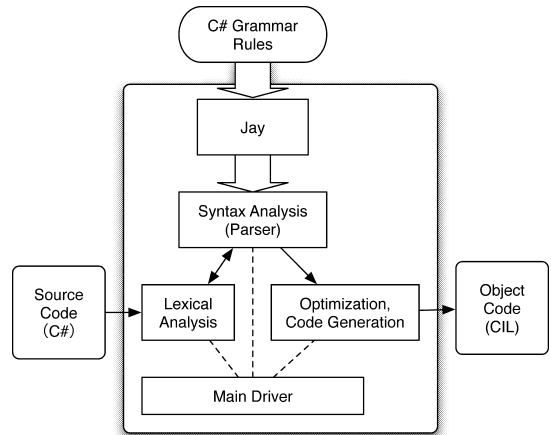 C# Grammar
Rules
Jay
Syntax Analysis
(Parser)
Source
Code
(C#)
Lexical
Analysis
Optimization,
Code Generation
Object
Code
(CIL)
Main Driver